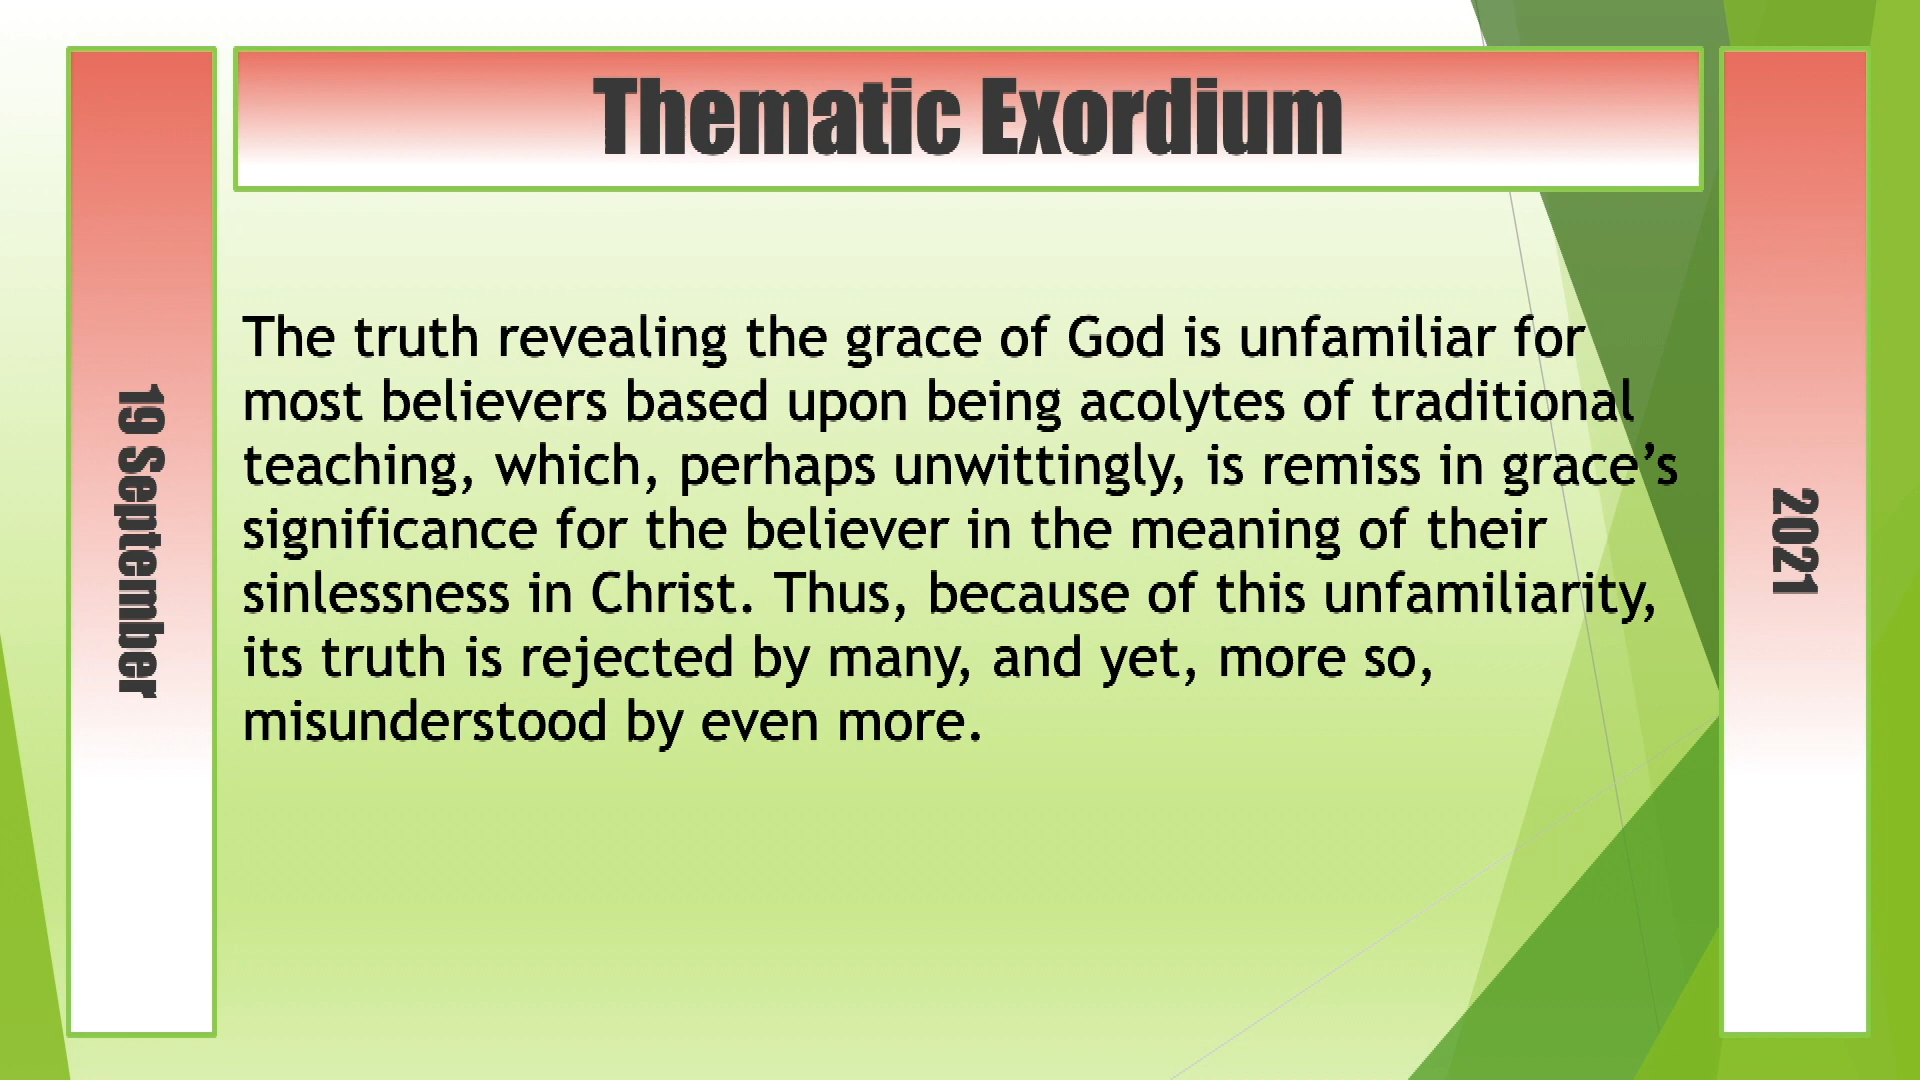 Thematic Exordium
19 September
The truth revealing the grace of God is unfamiliar for
most believers based upon being acolytes of traditional
teaching, which, perhaps unwittingly, is remiss in grace’s
significance for the believer in the meaning of their
sinlessness in Christ. Thus, because of this unfamiliarity,
its truth is rejected by many, and yet, more so,
misunderstood by even more.
2021